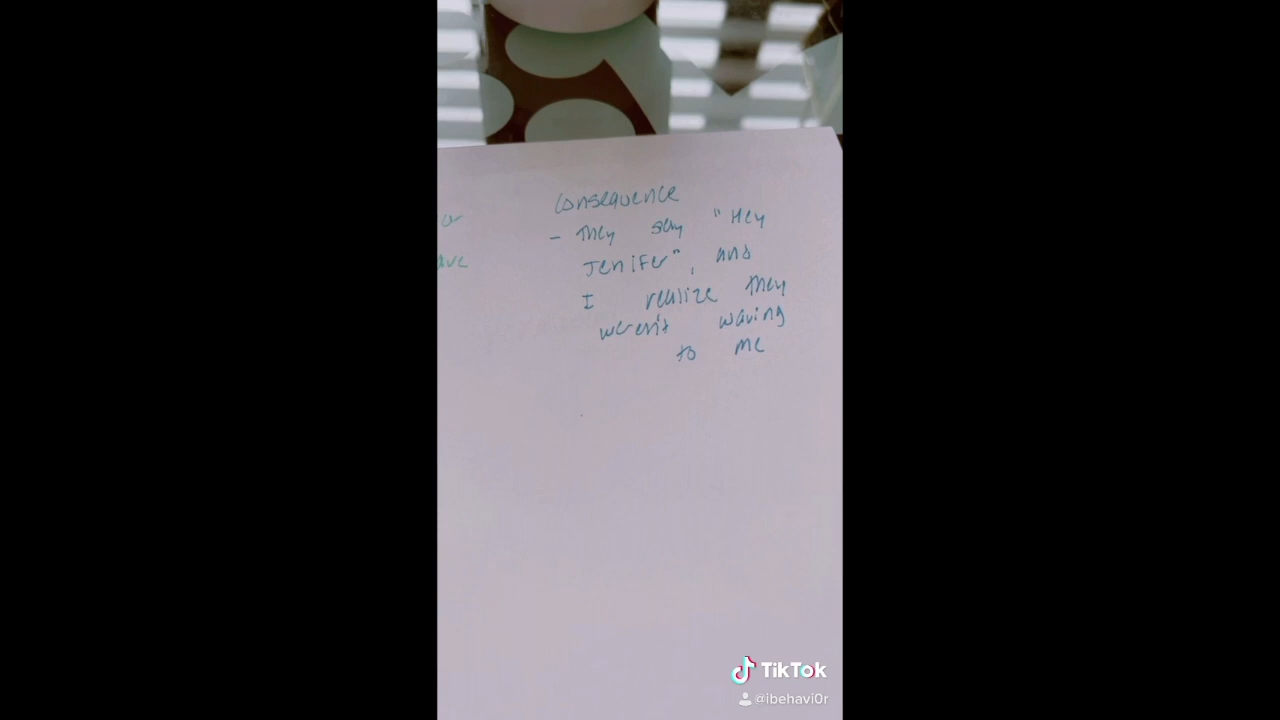 Consequence
- They say "Hey
Jenifer", and
I realize they
weren't waving
to me
TikTok
@ibehavi0r